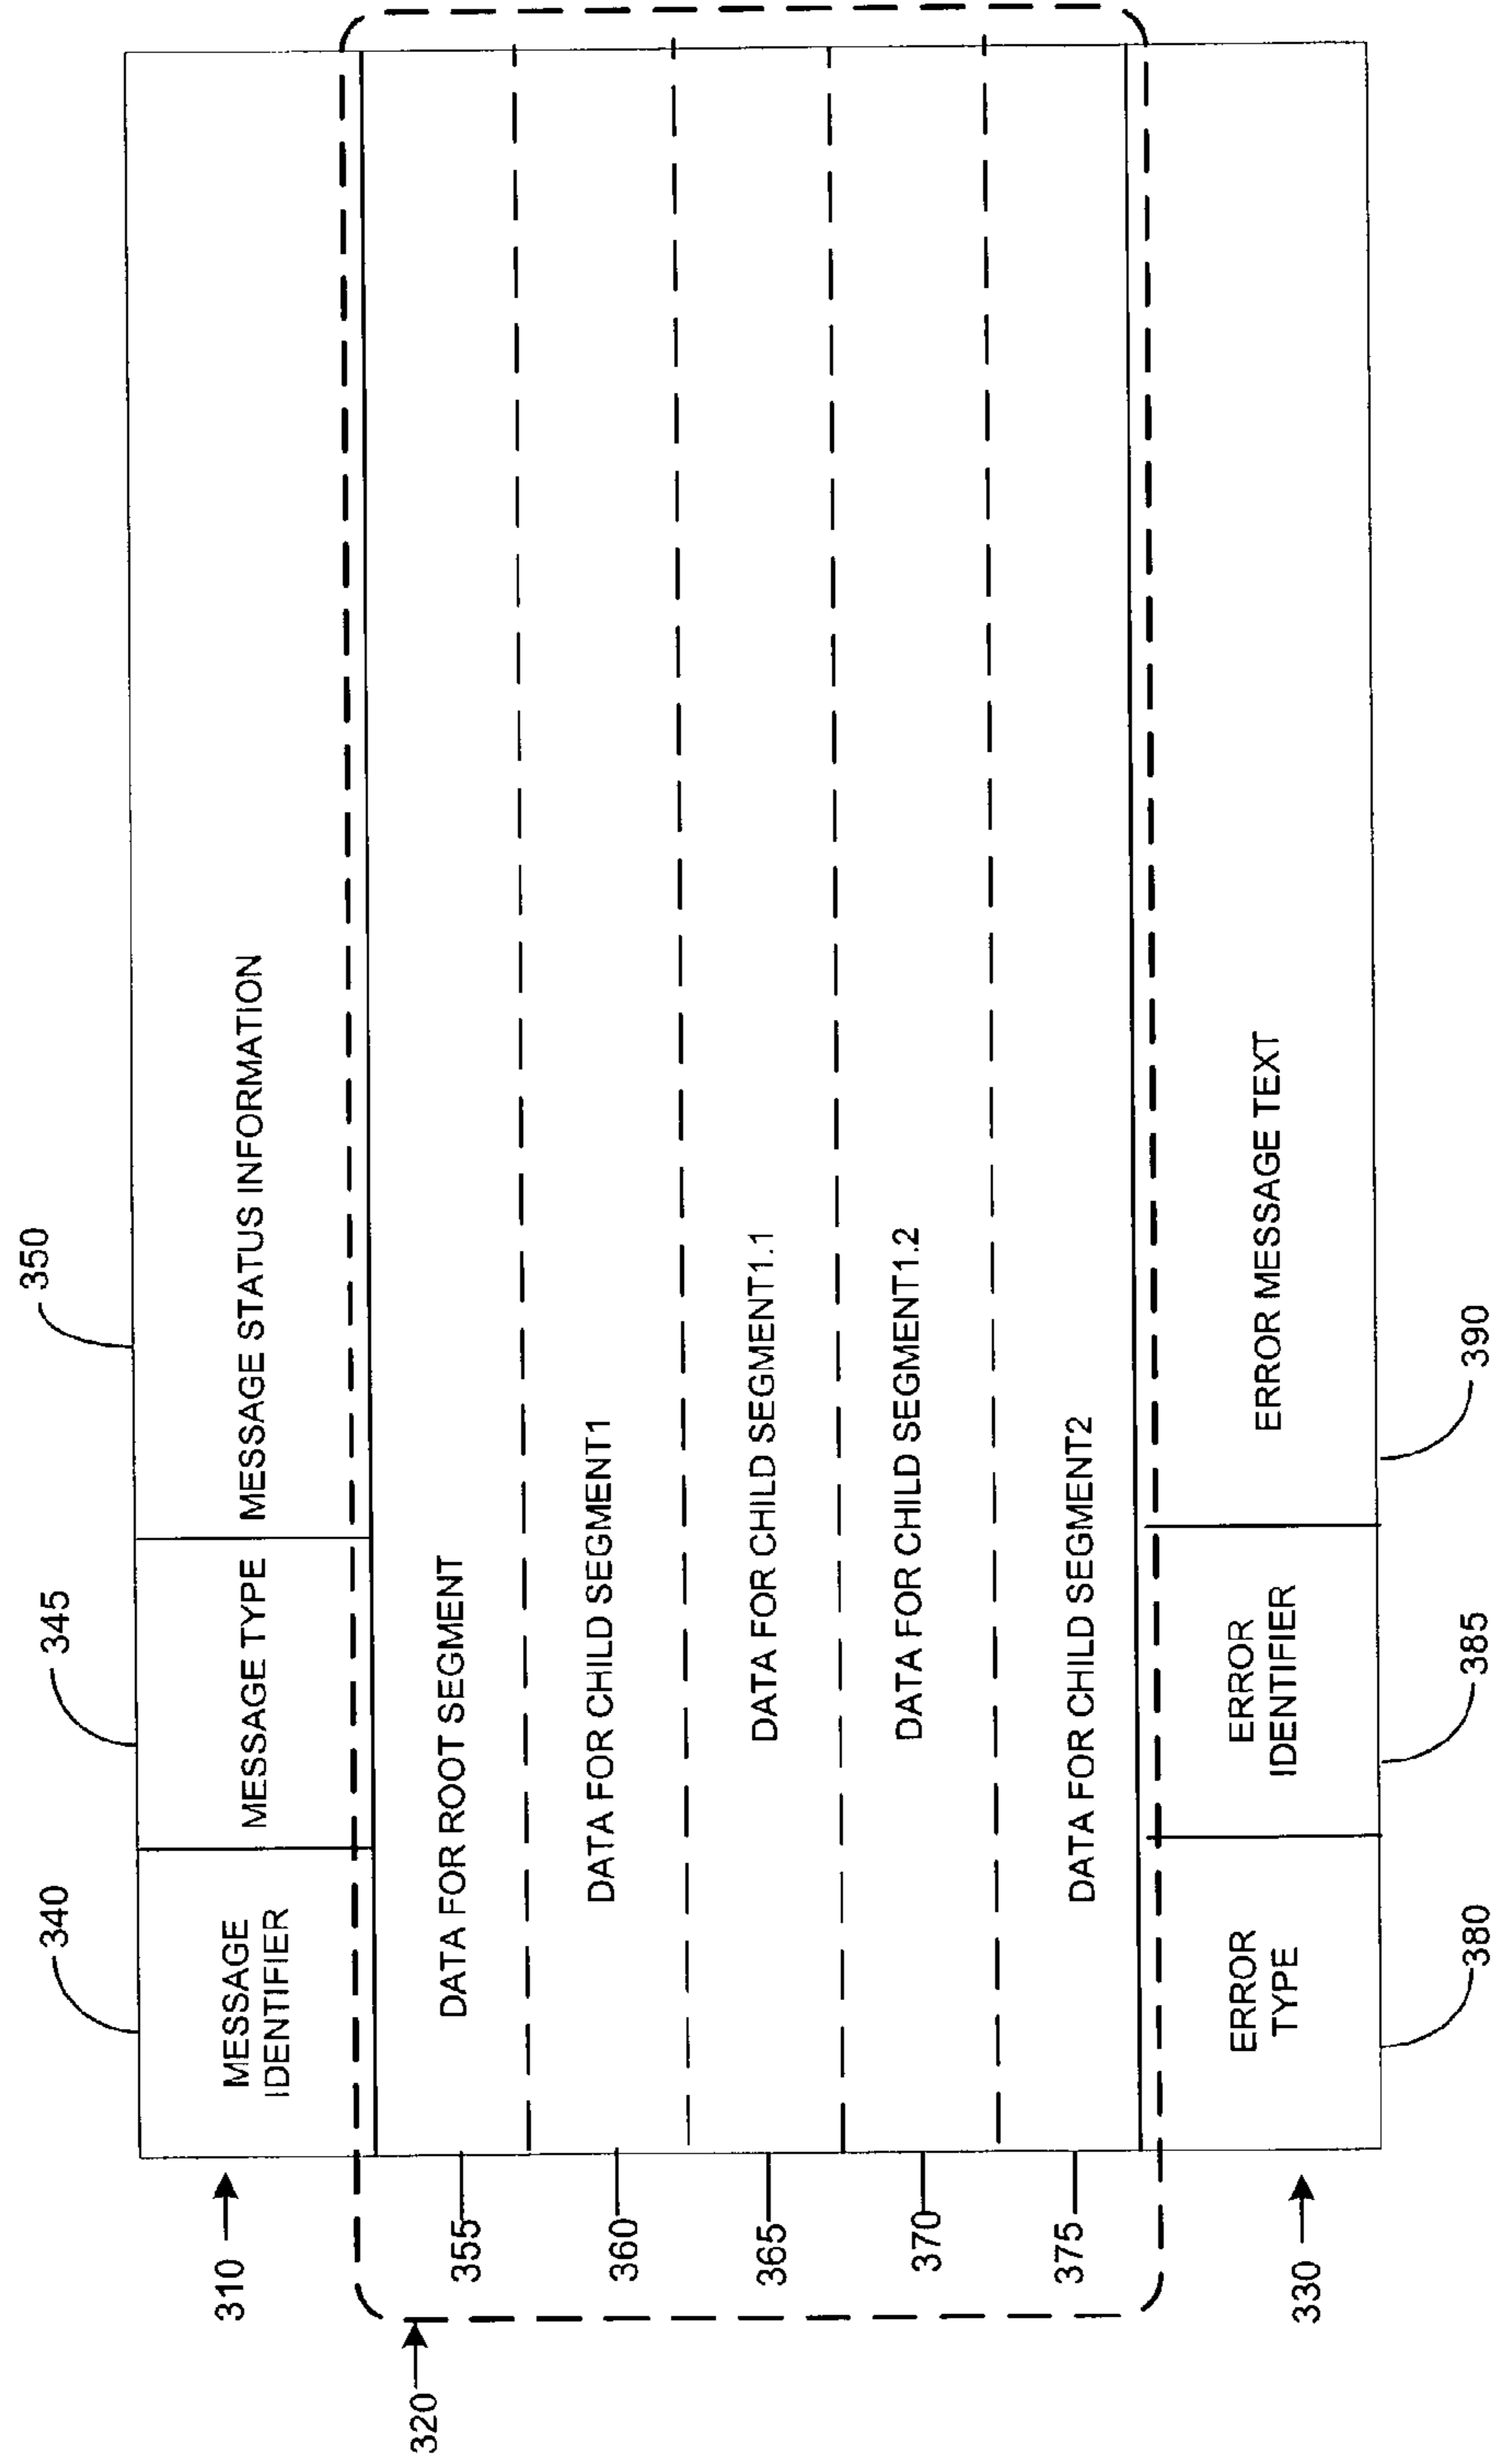 340
345
350
310
MESSAGE
IDENTIFIER
MESSAGE TYPE
MESSAGE STATUS INFORMATION
320
355
DATA FOR ROOT SEGMENT
360
DATA FOR CHILD SEGMENT1
365
DATA FOR CHILD SEGMENT1.1
370
DATA FOR CHILD SEGMENT1.2
375
DATA FOR CHILD SEGMENT2
330
ERROR
TYPE
ERROR
IDENTIFIER
ERROR MESSAGE TEXT
380
385
390